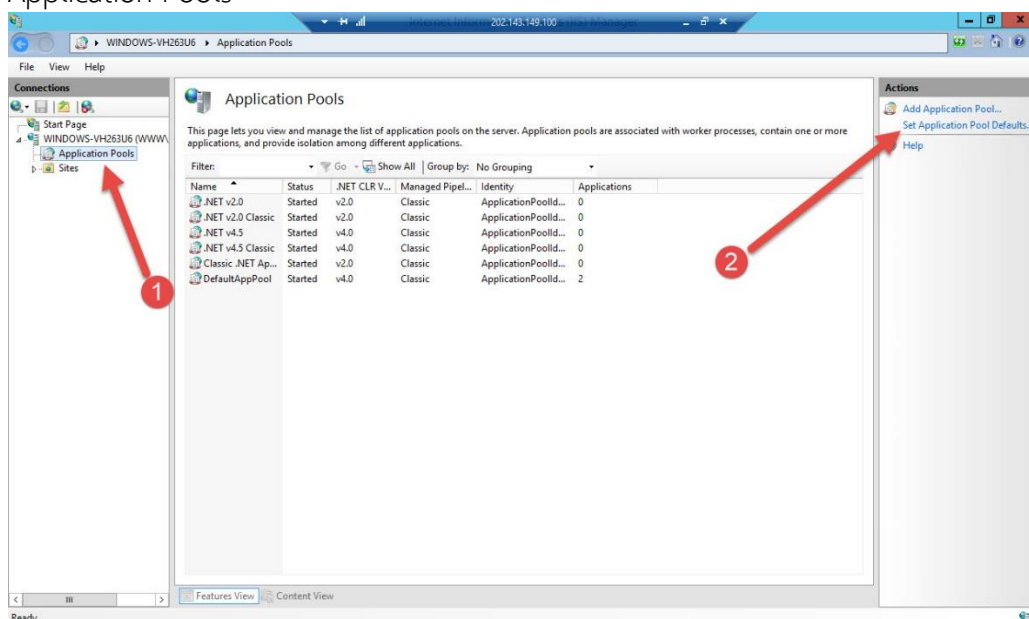 Application Pools
202.143.149.100
WINDOWS-VH263U6 Application Pools
File View Help
Connections
Start Page
WINDOWS-VH263U6 (WWW\
Application Pools
Sites
Application Pools
This page lets you view and manage the list of application pools on the server. Application pools are associated with worker processes, contain one or more
applications, and provide isolation among different applications.
Filter: Go Show All Group by: No Grouping
Name Status .NET CLR V... Managed Pipel... Identity Applications
.NET v2.0 Started v2.0 Classic ApplicationPoolId... 0
.NET v2.0 Classic Started v2.0 Classic ApplicationPoolId... 0
.NET v4.5 Started v4.0 Classic ApplicationPoolId... 0
.NET v4.5 Classic Started v4.0 Classic ApplicationPoolId... 0
Classic .NET Ap... Started v2.0 Classic ApplicationPoolId... 0
DefaultAppPool Started v4.0 Classic ApplicationPoolId... 2
1
2
Features View Content View
Actions
Add Application Pool...
Set Application Pool Defaults.
Help
Ready